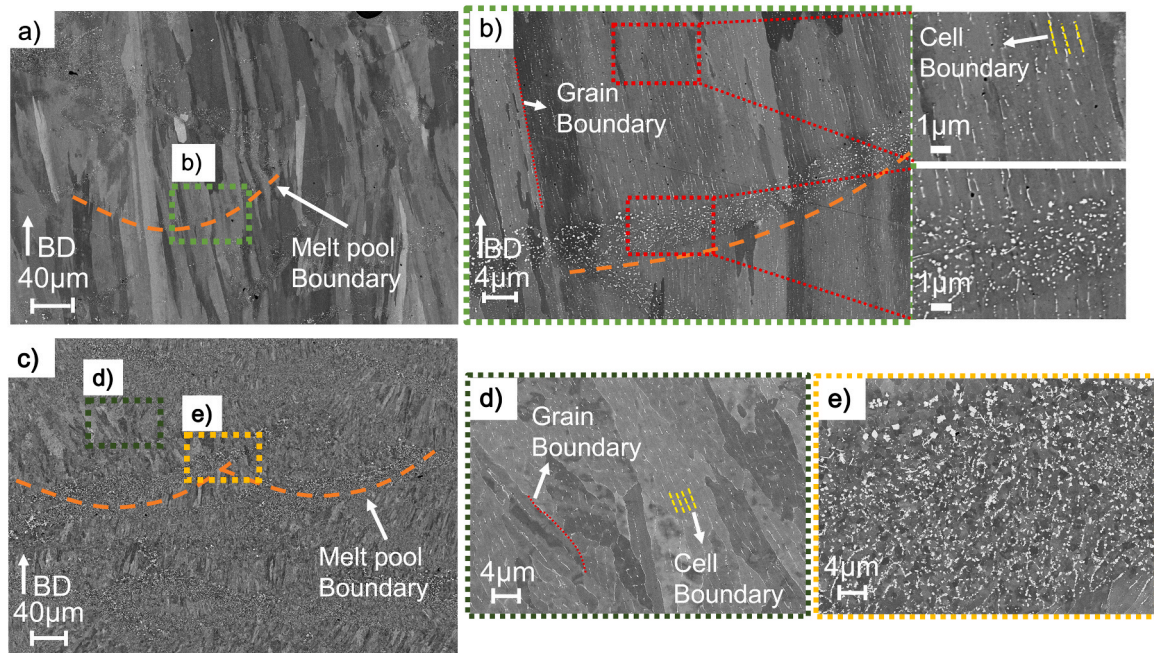 a)
b)
Melt pool
Boundary
BD
40µm
b)
Grain
Boundary
BD
4µm
Cell
Boundary
1µm
1µm
c)
d)
e)
Melt pool
Boundary
BD
40µm
d)
Grain
Boundary
Cell
Boundary
4µm
e)
4µm